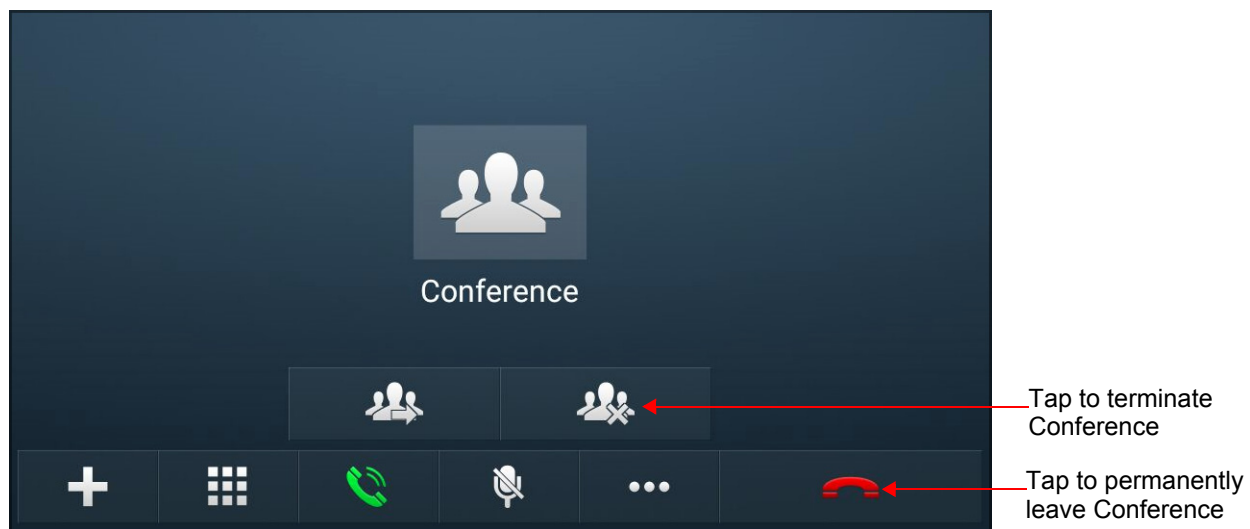 Conference
Tap to terminate
Conference
Tap to permanently
leave Conference